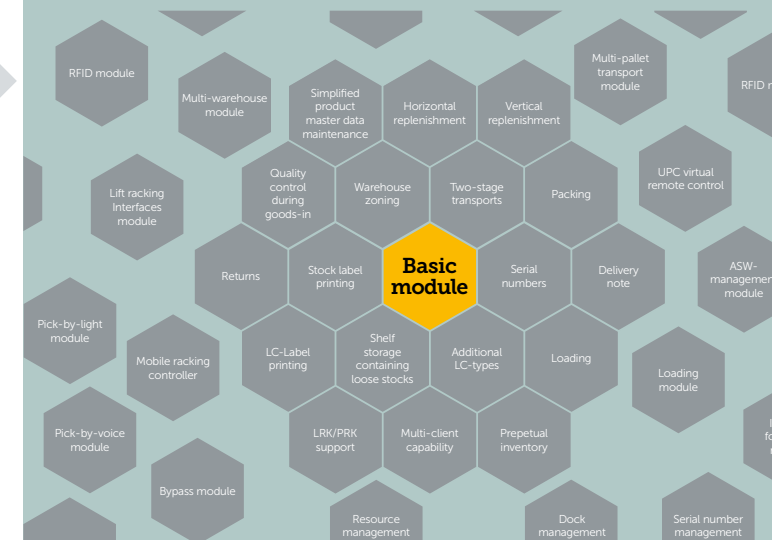 RFID module
Multi-warehouse
module
Simplified
product
master data
maintenance
Horizontal
replenishment
Vertical
replenishment
Multi-pallet
transport
module
RFID
Lift racking
Interfaces
module
Quality
control
during
goods-in
Warehouse
zoning
Two-stage
transports
Packing
UPC virtual
remote control
Returns
Stock label
printing
Basic
module
Serial
numbers
Delivery
note
ASW-
managemen
module
Pick-by-light
module
Mobile racking
controller
LC-Label
printing
Shelf
storage
containing
loose stocks
Additional
LC-types
Loading
Loading
module
Pick-by-voice
module
LRK/PRK
support
Multi-client
capability
Prepetual
inventory
Bypass module
Resource
management
Dock
management
Serial number
management